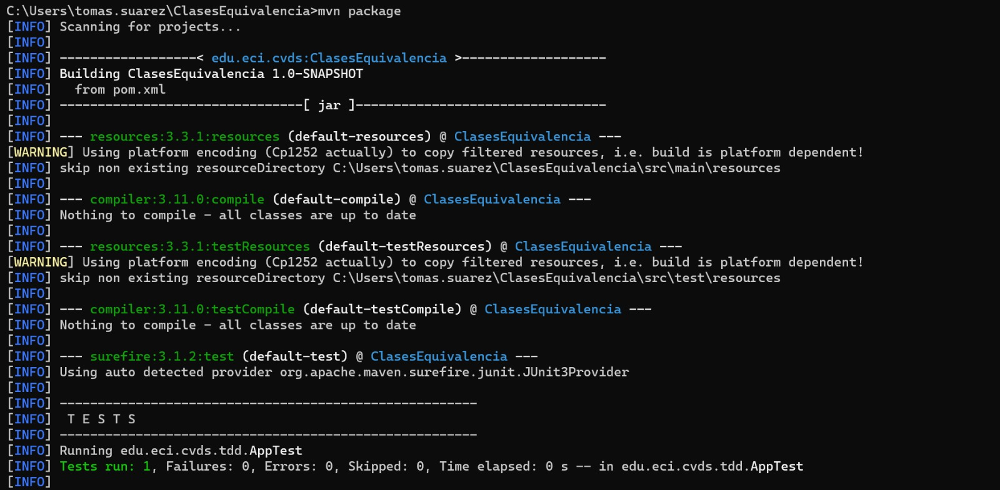 C:\Users\tomas.suarez\ClasesEquivalencia>mvn package
[INFO] Scanning for projects...
[INFO]
[INFO] ------------------< edu.eci.cvds:ClasesEquivalencia >-------------------
[INFO] Building ClasesEquivalencia 1.0-SNAPSHOT
[INFO]   from pom.xml
[INFO] --------------------------------[ jar ]---------------------------------
[INFO]
[INFO] --- resources:3.3.1:resources (default-resources) @ ClasesEquivalencia ---
[WARNING] Using platform encoding (Cp1252 actually) to copy filtered resources, i.e. build is platform dependent!
[INFO] skip non existing resourceDirectory C:\Users\tomas.suarez\ClasesEquivalencia\src\main\resources
[INFO]
[INFO] --- compiler:3.11.0:compile (default-compile) @ ClasesEquivalencia ---
[INFO] Nothing to compile - all classes are up to date
[INFO]
[INFO] --- resources:3.3.1:testResources (default-testResources) @ ClasesEquivalencia ---
[WARNING] Using platform encoding (Cp1252 actually) to copy filtered resources, i.e. build is platform dependent!
[INFO] skip non existing resourceDirectory C:\Users\tomas.suarez\ClasesEquivalencia\src\test\resources
[INFO]
[INFO] --- compiler:3.11.0:testCompile (default-testCompile) @ ClasesEquivalencia ---
[INFO] Nothing to compile - all classes are up to date
[INFO]
[INFO] --- surefire:3.1.2:test (default-test) @ ClasesEquivalencia ---
[INFO] Using auto detected provider org.apache.maven.surefire.junit.JUnit3Provider
[INFO]
[INFO] -------------------------------------------------------
[INFO]  T E S T S
[INFO] -------------------------------------------------------
[INFO] Running edu.eci.cvds.tdd.AppTest
[INFO] Tests run: 1, Failures: 0, Errors: 0, Skipped: 0, Time elapsed: 0 s -- in edu.eci.cvds.tdd.AppTest
[INFO]